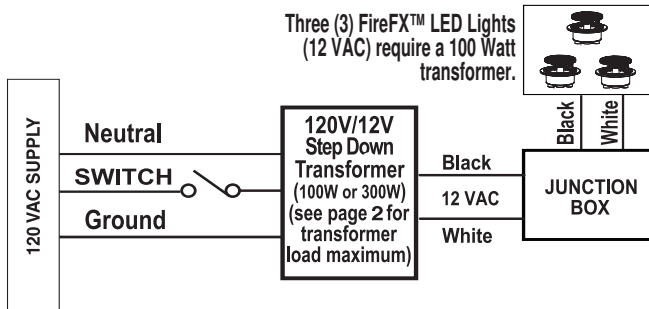 Three (3) FireFX™ LED Lights
(12 VAC) require a 100 Watt
transformer.
Black
White
120 VAC SUPPLY
Neutral
SWITCH
Ground
120V/12V
Step Down
Transformer
(100W or 300W)
(see page 2 for
transformer
load maximum)
Black
12 VAC
White
JUNCTION
BOX